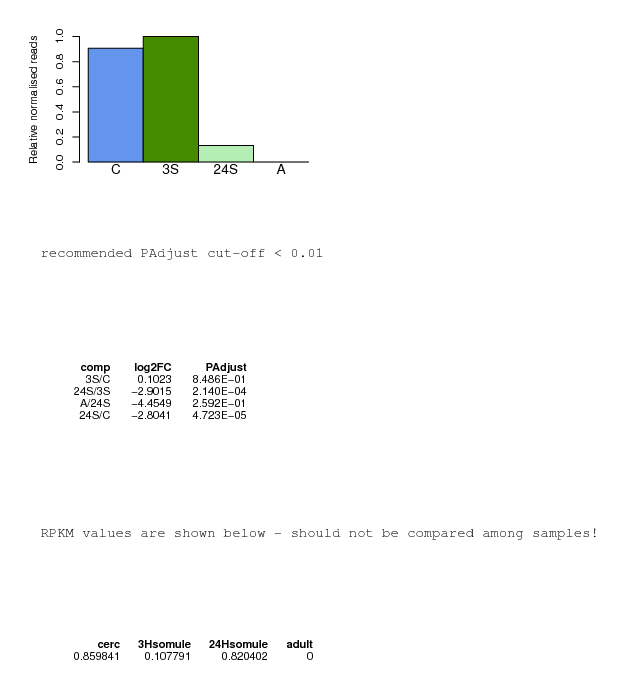 Relative normalised reads
1.0
0.8
0.6
0.4
0.2
0.0
C 3S 24S A
recommended PAdjust cut-off < 0.01
comp log2FC PAdjust
3S/C 0.1023 8.486E-01
24S/3S -2.9015 2.140E-04
A/24S -4.4549 2.592E-01
24S/C -2.8041 4.723E-05
RPKM values are shown below - should not be compared among samples!
cerc 3Hsomule 24Hsomule adult
0.859841 0.107791 0.820402 0